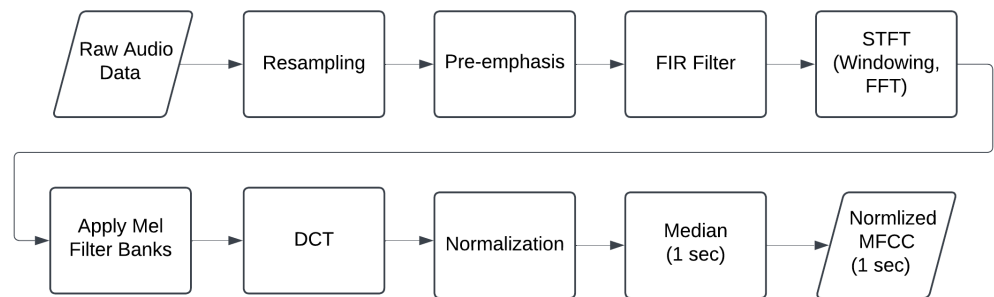 Raw Audio
Data
Resampling
Pre-emphasis
FIR Filter
STFT
(Windowing,
FFT)
Apply Mel
Filter Banks
DCT
Normalization
Median
(1 sec)
Normlized
MFCC
(1 sec)